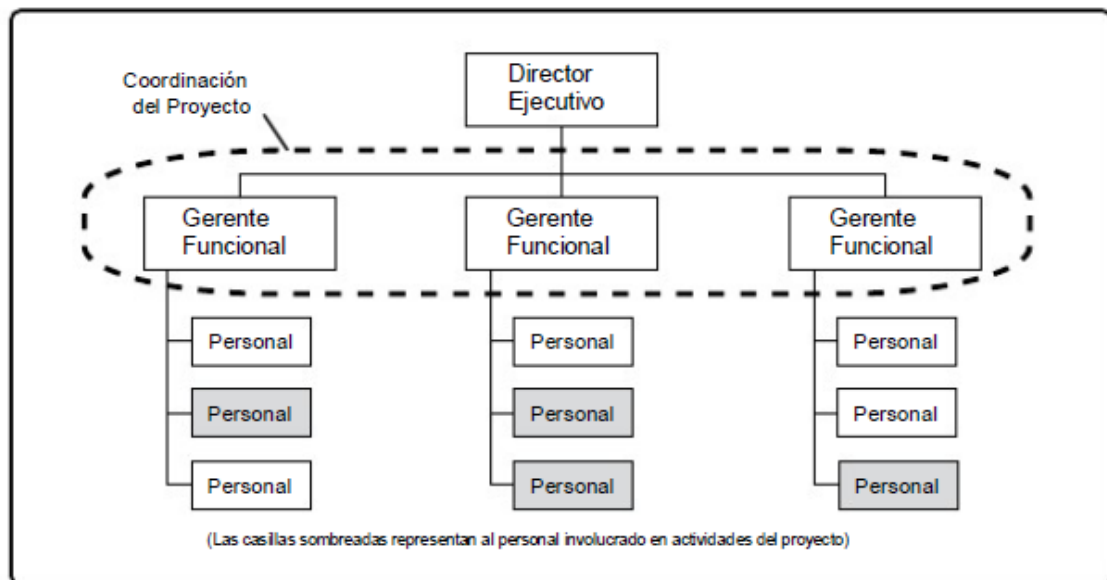 Coordinación
del Proyecto
Director
Ejecutivo
Gerente
Funcional
Gerente
Funcional
Gerente
Funcional
Personal
Personal
Personal
Personal
Personal
Personal
Personal
Personal
Personal
(Las casillas sombreadas representan al personal involucrado en actividades del proyecto)